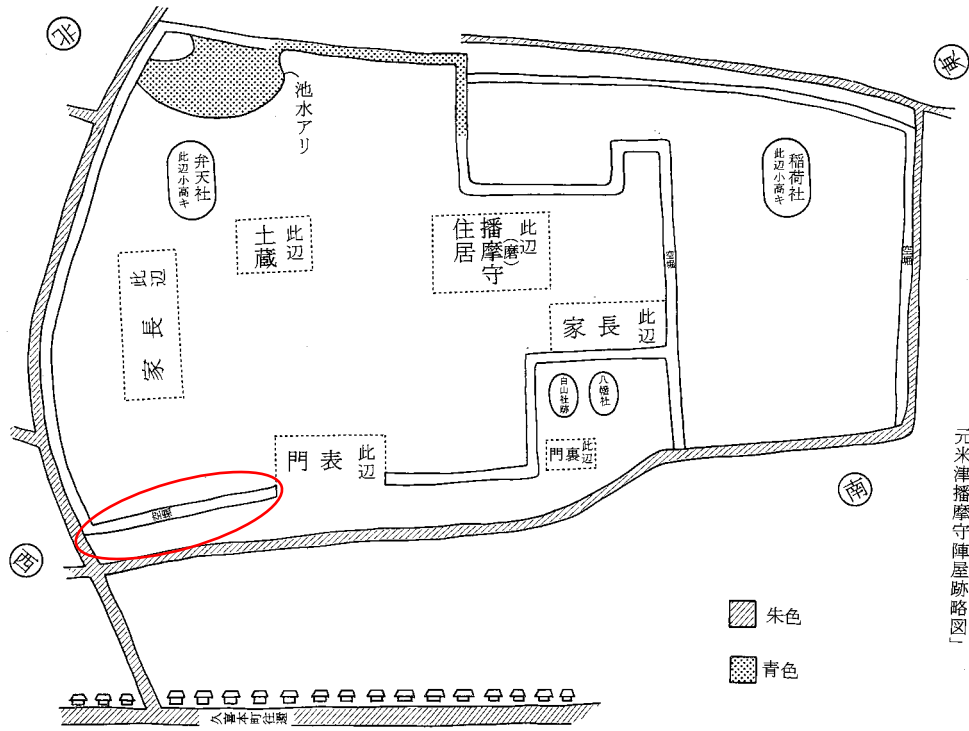 北
東
池水アリ
弁天社
此辺小高キ
稲荷社
此辺小高キ
此辺
土蔵
此辺
播摩守
(磨)
住居
此辺
長家
此辺
長家
八幡社
白山社跡
此辺
表門
此辺
裏門
南
西
元米津播摩守陣屋跡略図」
朱色
青色
久喜本町往還